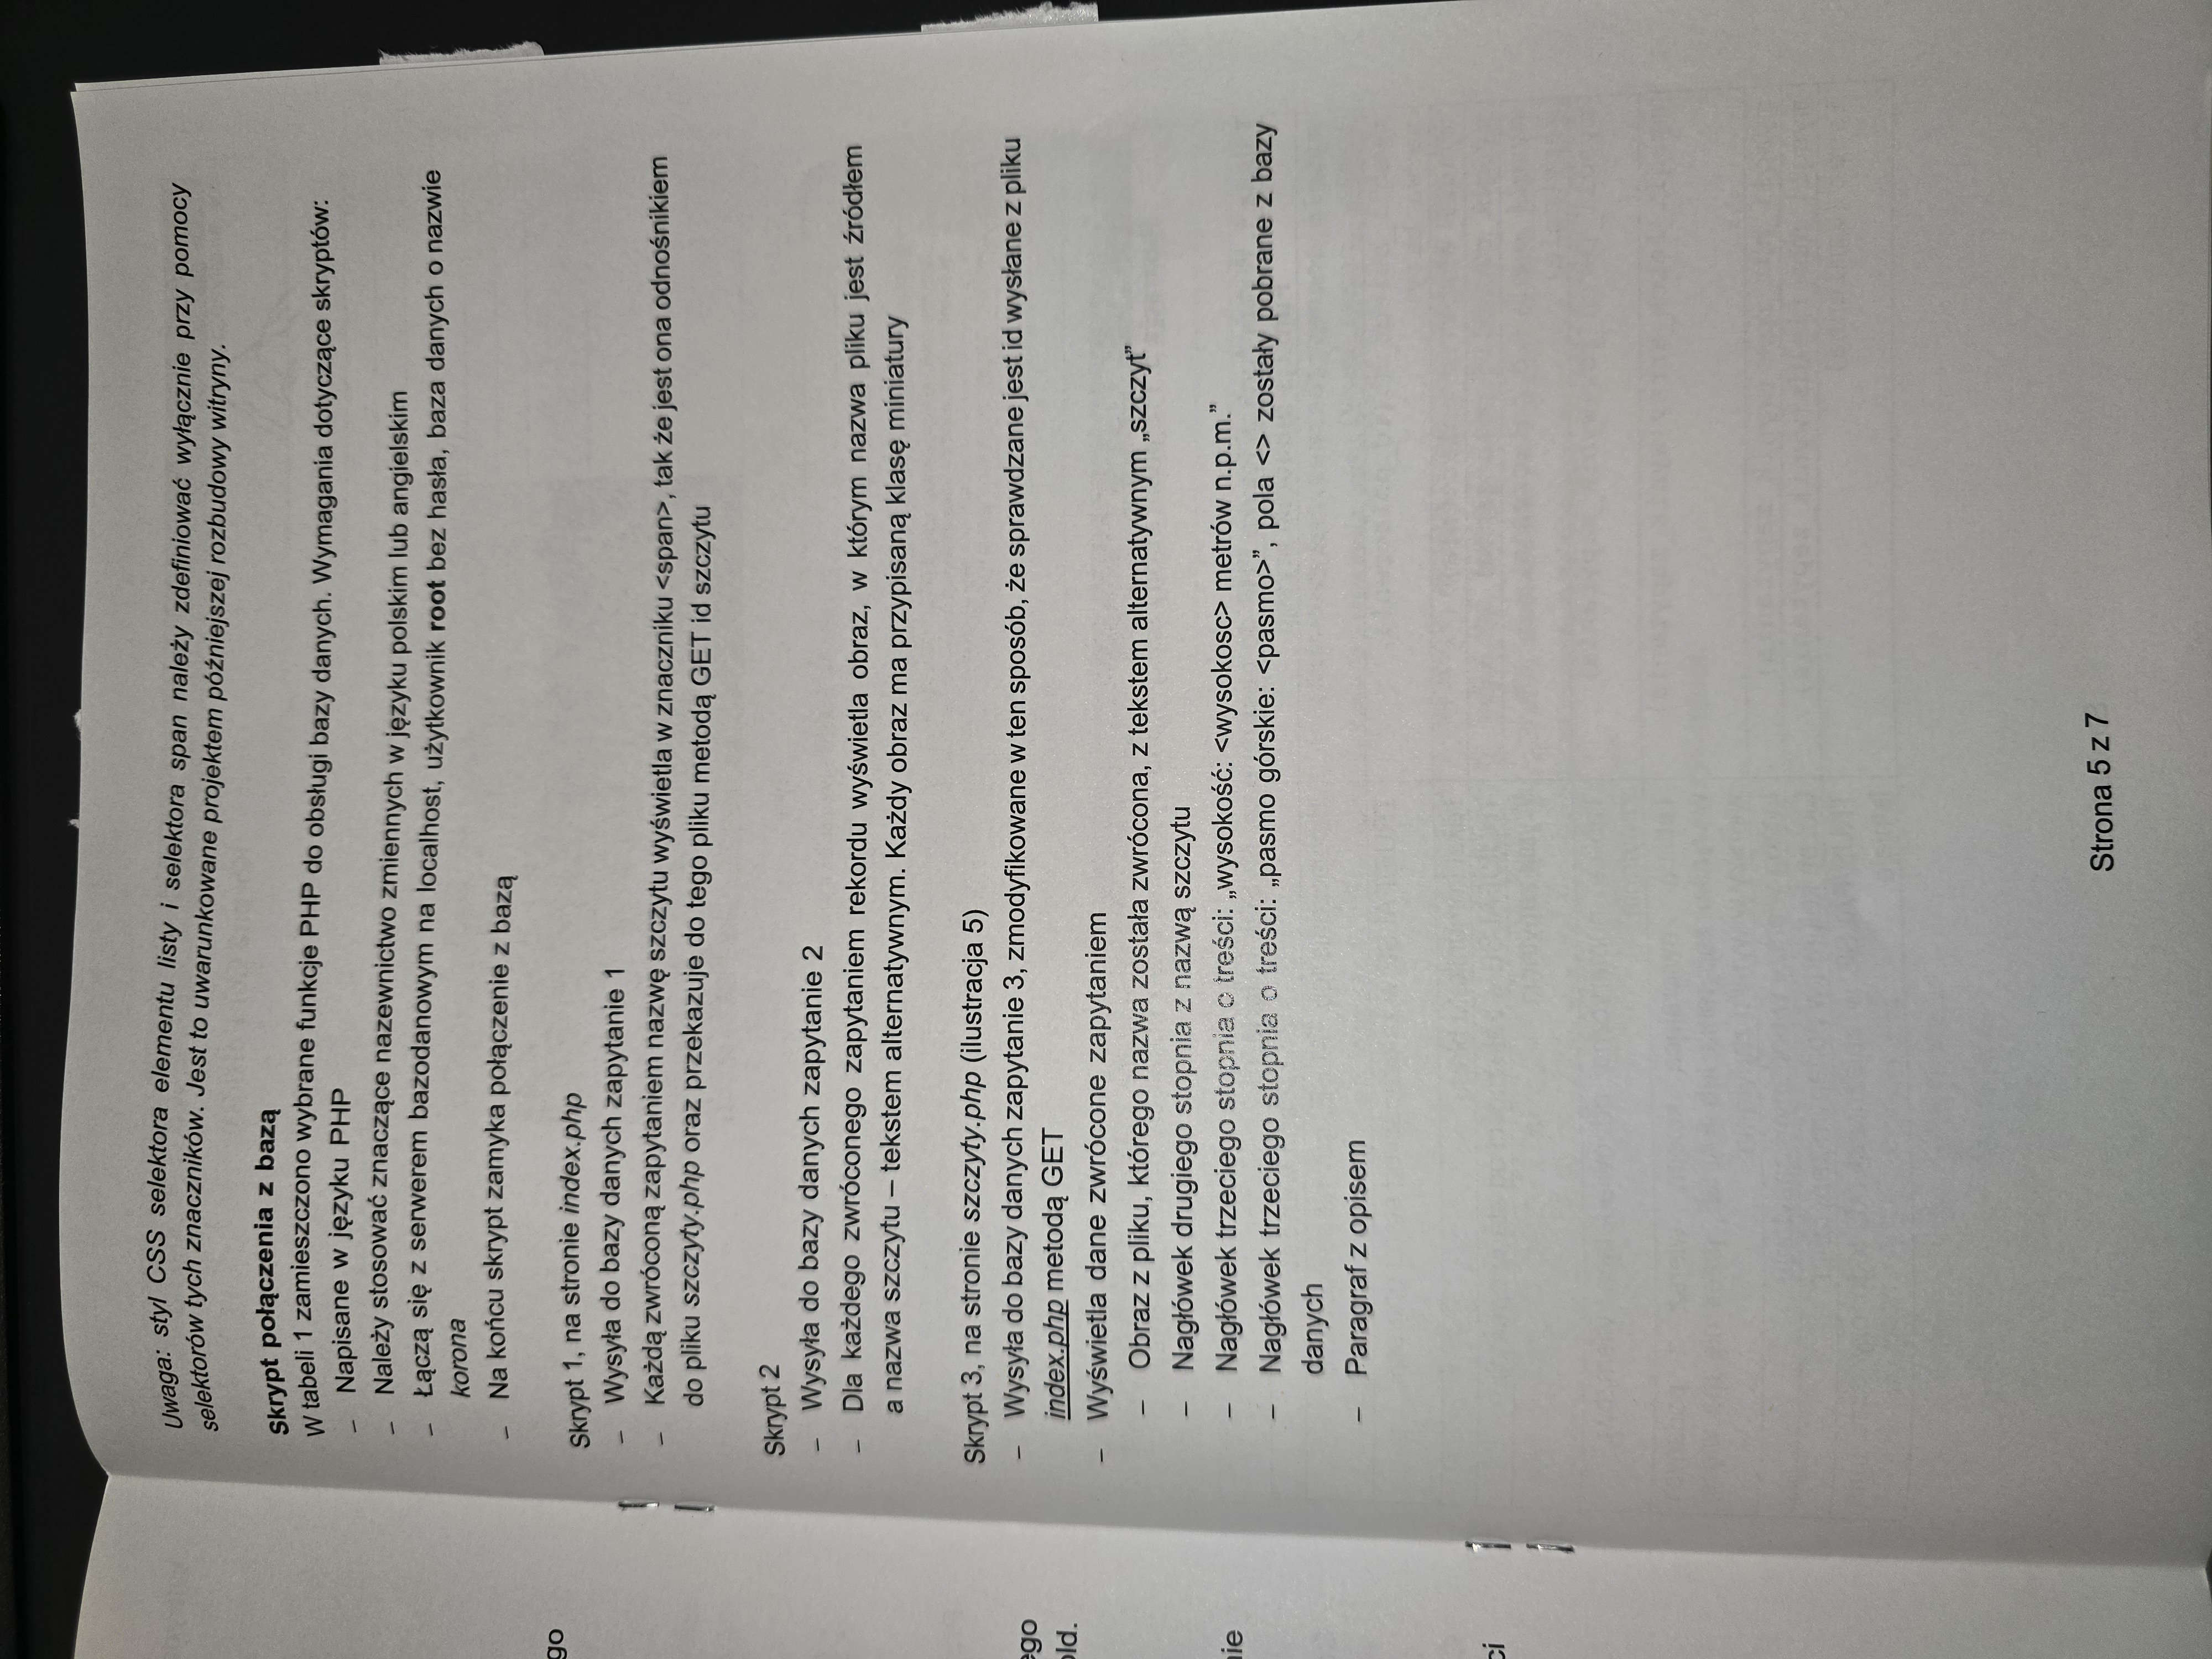 Uwaga: styl CSS selektora elementu listy i selektora span należy zdefiniować wyłącznie przy pomocy
selektorów tych znaczników. Jest to uwarunkowane projektem późniejszej rozbudowy witryny.
Skrypt połączenia z bazą
W tabeli 1 zamieszczono wybrane funkcje PHP do obsługi bazy danych. Wymagania dotyczące skryptów:
– Napisane w języku PHP
– Należy stosować znaczące nazewnictwo zmiennych w języku polskim lub angielskim
– Łączą się z serwerem bazodanowym na localhost, użytkownik root bez hasła, baza danych o nazwie
korona
– Na końcu skrypt zamyka połączenie z bazą
Skrypt 1, na stronie index.php
– Wysyła do bazy danych zapytanie 1
– Każdą zwróconą zapytaniem nazwę szczytu wyświetla w znaczniku <span>, tak że jest ona odnośnikiem
do pliku szczyty.php oraz przekazuje do tego pliku metodą GET id szczytu
Skrypt 2
– Wysyła do bazy danych zapytanie 2
– Dla każdego zwróconego zapytaniem rekordu wyświetla obraz, w którym nazwa pliku jest źródłem
a nazwa szczytu – tekstem alternatywnym. Każdy obraz ma przypisaną klasę miniatury
Skrypt 3, na stronie szczyty.php (ilustracja 5)
– Wysyła do bazy danych zapytanie 3, zmodyfikowane w ten sposób, że sprawdzane jest id wysłane z pliku
index.php metodą GET
– Wyświetla dane zwrócone zapytaniem
– Obraz z pliku, którego nazwa została zwrócona, z tekstem alternatywnym „szczyt”
– Nagłówek drugiego stopnia z nazwą szczytu
– Nagłówek trzeciego stopnia o treści: „wysokość: <wysokosc> metrów n.p.m.”
– Nagłówek trzeciego stopnia o treści: „pasmo górskie: <pasmo>”, pola <> zostały pobrane z bazy
danych
– Paragraf z opisem
Strona 5 z 7